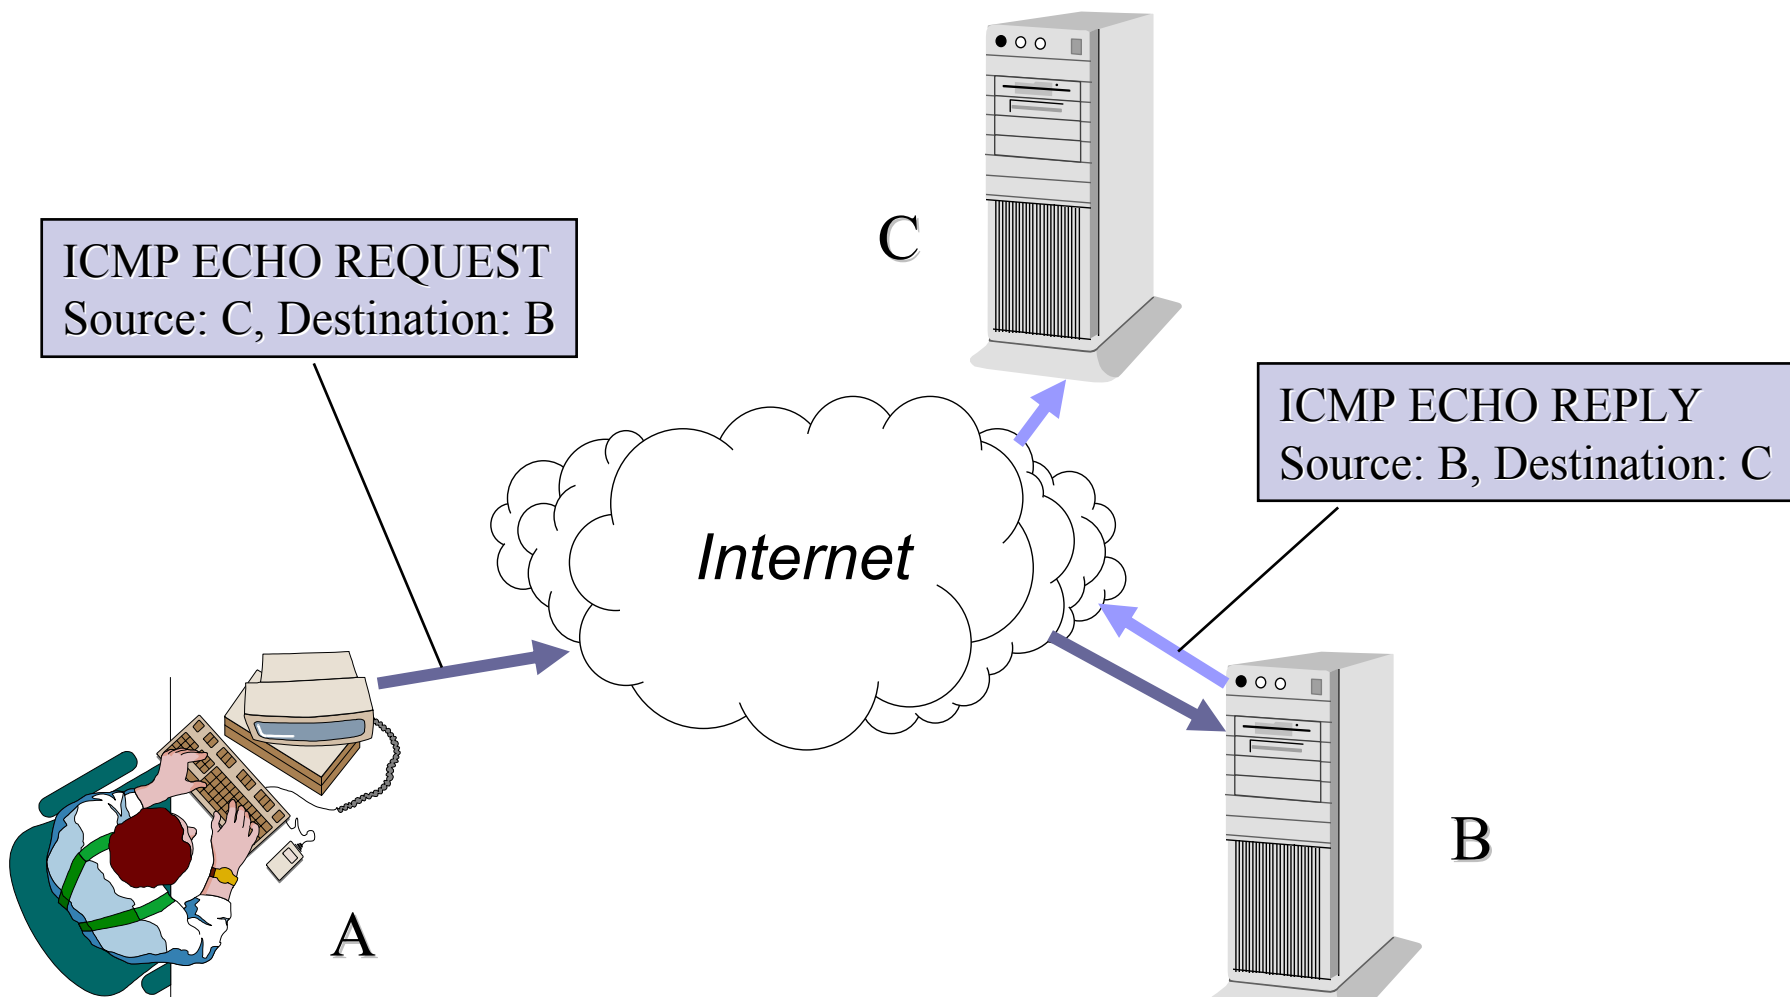 C
ICMP ECHO REQUEST
Source: C, Destination: B
ICMP ECHO REPLY
Source: B, Destination: C
Internet
B
A